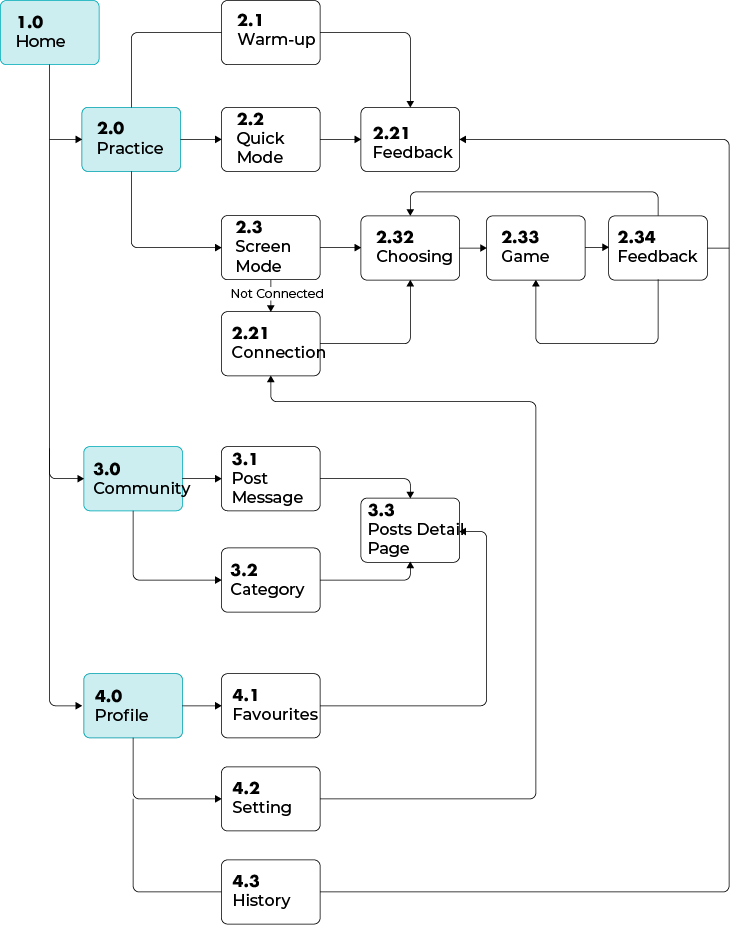 1.0
Home
2.1
Warm-up
2.0
Practice
2.2
Quick
Mode
2.21
Feedback
2.3
Screen
Mode
2.32
Choosing
2.33
Game
2.34
Feedback
Not Connected
2.21
Connection
3.0
Community
3.1
Post
Message
3.3
Posts Detail
Page
3.2
Category
4.0
Profile
4.1
Favourites
4.2
Setting
4.3
History